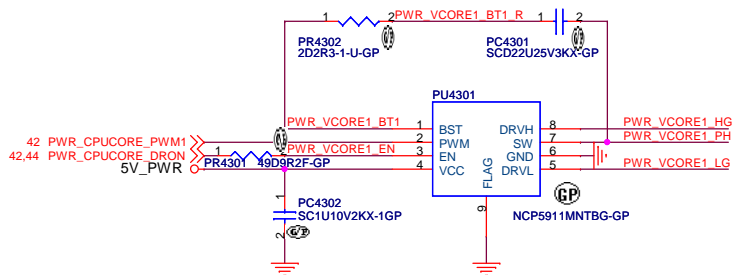 1 2 PWR_VCORE1_BT1_R 1 2
PR4302 PC4301
2D2R3-1-U-GP SCD22U25V3KX-GP
PU4301
PWR_VCORE1_BT1 1 BST DRVH 8 PWR_VCORE1_HG
42 PWR_CPUCORE_PWM1 2 PWM SW 7 PWR_VCORE1_PH
42,44 PWR_CPUCORE_DRON 1 2 PWR_VCORE1_EN 3 EN GND 6
5V_PWR PR4301 49D9R2F-GP 4 VCC DRVL 5 PWR_VCORE1_LG
FLAG
GP
1 PC4302 9 NCP5911MNTBG-GP
SC1U10V2KX-1GP
2